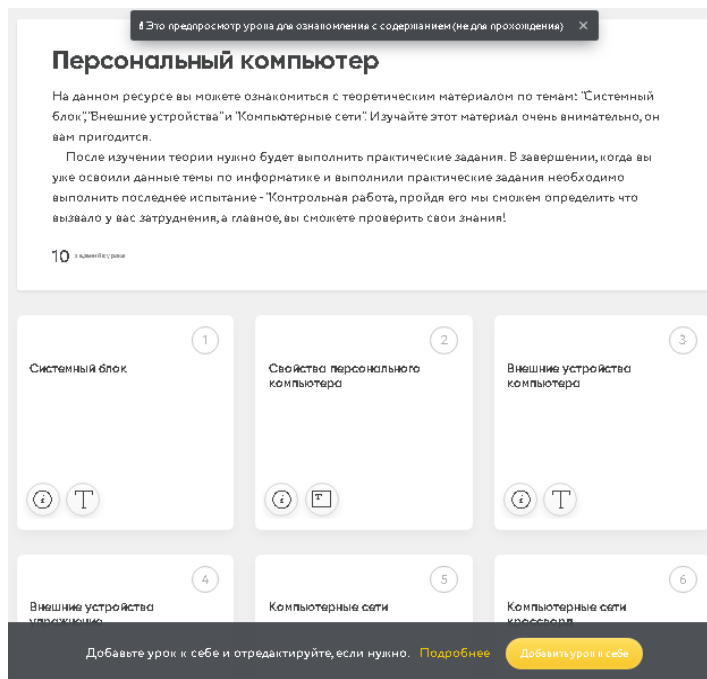 Это предпросмотр урока для ознакомления с содержанием (не для прохождения)
Персональный компьютер
На данном ресурсе вы можете ознакомиться с теоретическим материалом по темам: "Системный
блок","Внешние устройства" и "Компьютерные сети". Изучайте этот материал очень внимательно, он
вам пригодится.
После изучении теории нужно будет выполнить практические задания. В завершении, когда вы
уже освоили данные темы по информатике и выполнили практические задания необходимо
выполнить последнее испытание - "Контрольная работа, пройдя его мы сможем определить что
вызвало у вас затруднения, а главное, вы сможете проверить свои знания!
10 заданий в уроке
1
2
3
Системный блок
Свойства персонального
компьютера
Внешние устройства
компьютера
4
5
6
Внешние устройства
упражнение
Компьютерные сети
Компьютерные сети
кроссворд
Добавьте урок к себе и отредактируйте, если нужно. Подробнее Добавить урок к себе